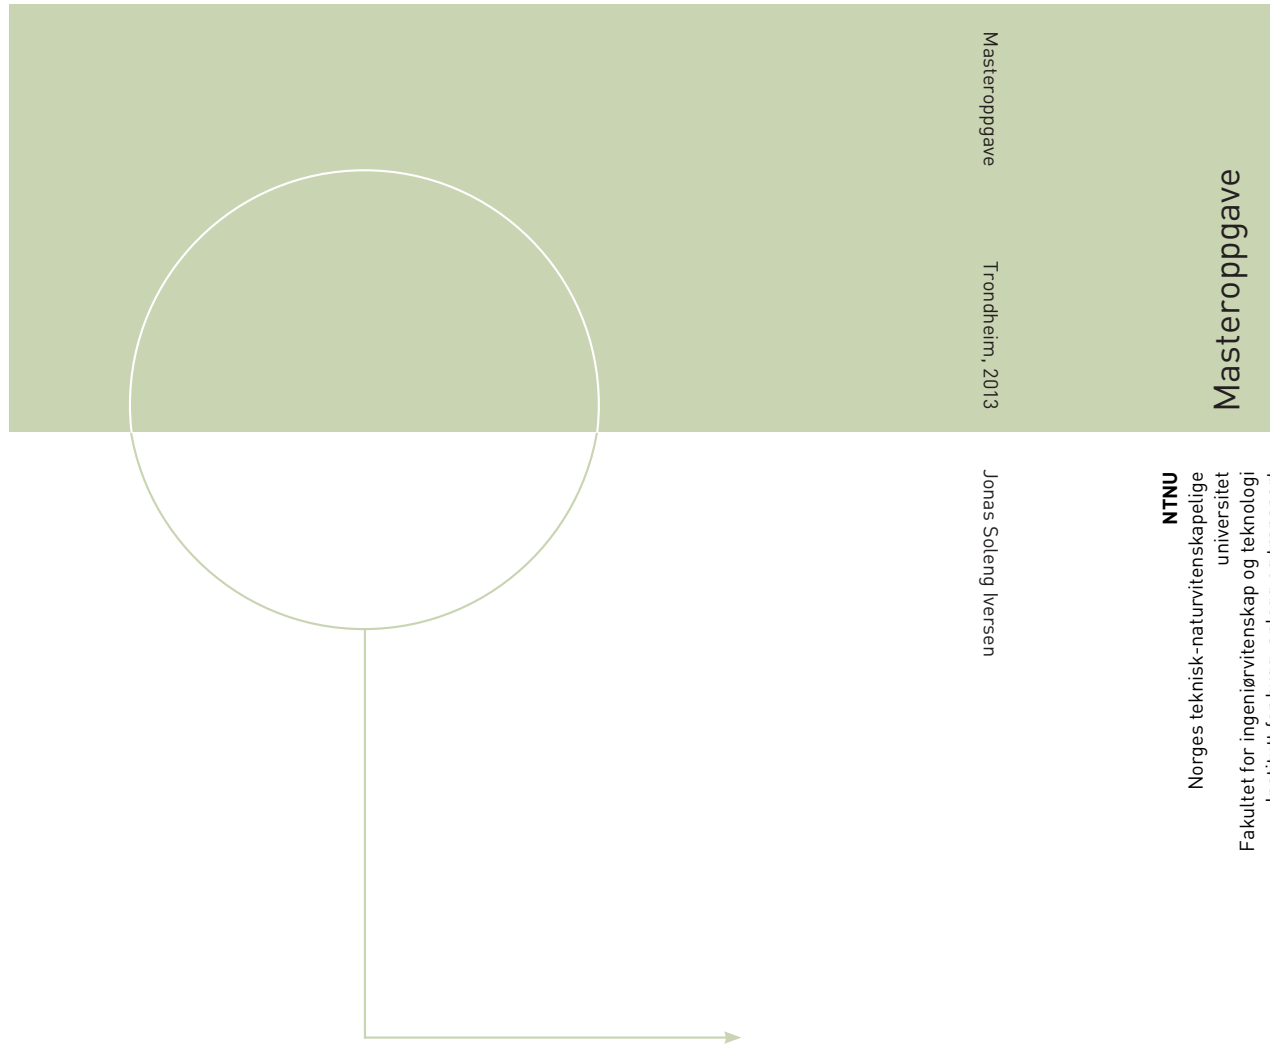 Masteroppgave
Trondheim, 2013
Jonas Soleng Iversen
Masteroppgave
NTNU
Norges teknisk-naturvitenskapelige
universitet
Fakultet for ingeniørvitenskap og teknologi